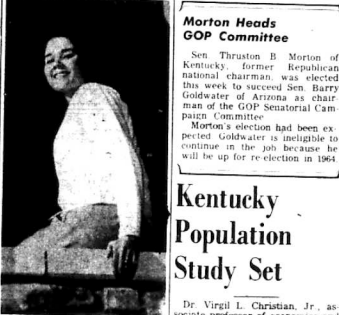 Morton Heads
GOP Committee
Sen Thruston B Morton of
Kentucky, former Republican
national chairman, was elected
this week to succeed Sen. Barry
Goldwater of Arizona as chair-
man of the GOP Senatorial Cam-
paign Committee
Morton's election had been ex-
pected Goldwater is ineligible to
continue in the job because he
will be up for re-election in 1964
Kentucky
Population
Study Set
Dr. Virgil L. Christian, Jr., as-